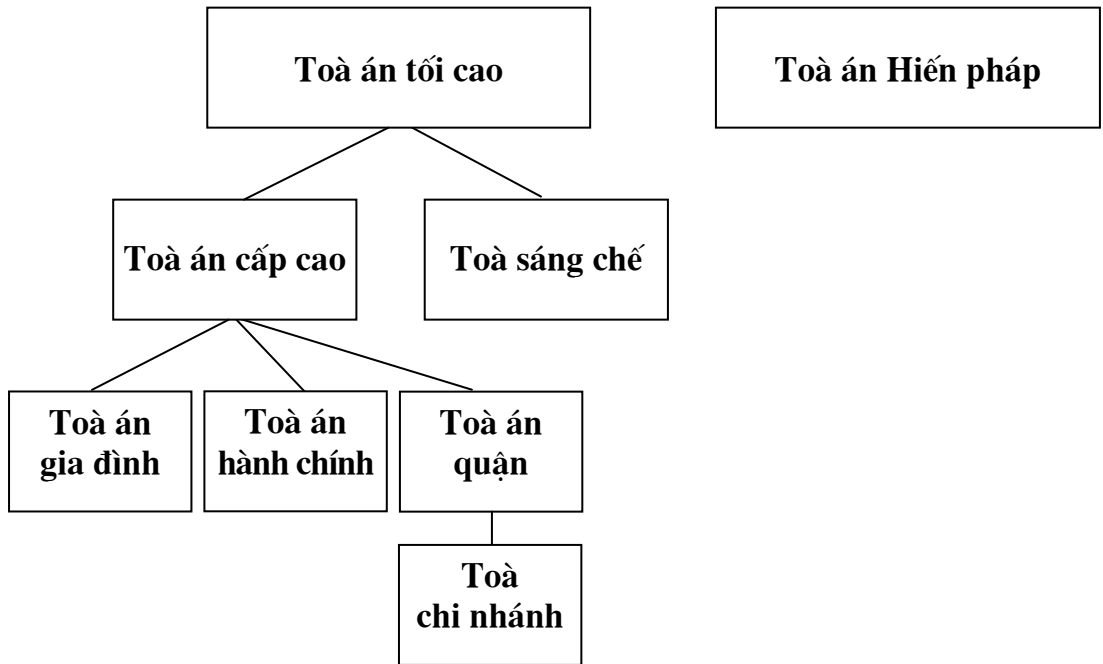 Toà án tối cao
Toà án Hiến pháp
Toà án cấp cao
Toà sáng chế
Toà án
gia đình
Toà án
hành chính
Toà án
quận
Toà
chi nhánh